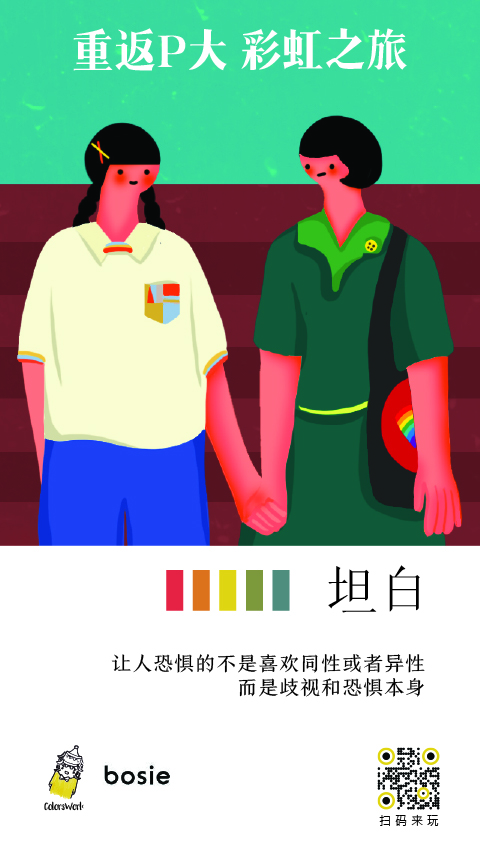 重返P大 彩虹之旅
坦白
让人恐惧的不是喜欢同性或者异性
而是歧视和恐惧本身
ColorsWorld
bosie
扫码来玩